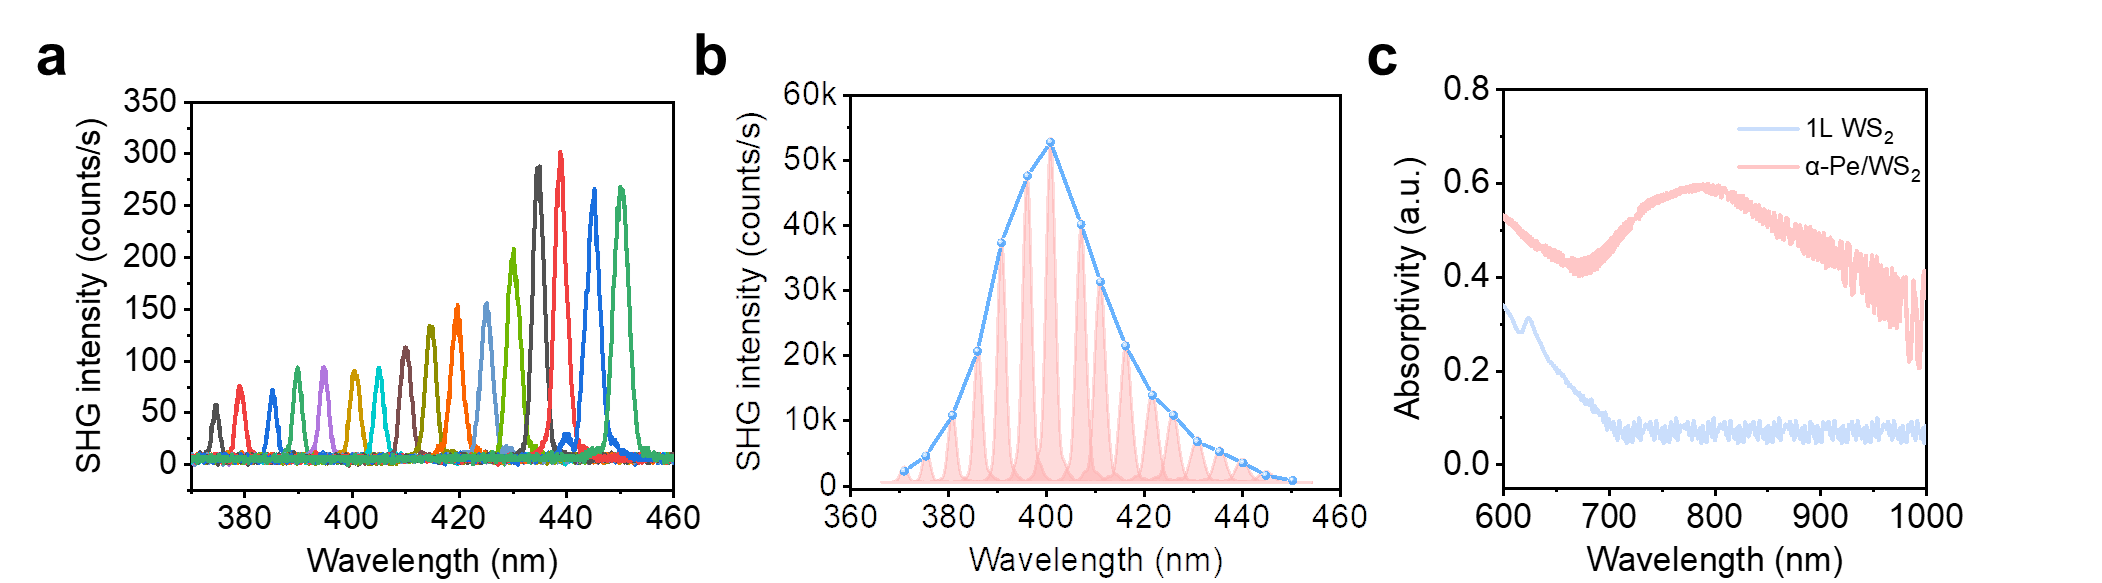 a
350
300
250
200
150
100
50
0
SHG intensity (counts/s)
380 400 420 440 460
Wavelength (nm)
b
60k
50k
40k
30k
20k
10k
0
SHG intensity (counts/s)
360 380 400 420 440 460
Wavelength (nm)
c
0.8
0.6
0.4
0.2
0.0
Absorptivity (a.u.)
1L WS₂
α-Pe/WS₂
600 700 800 900 1000
Wavelength (nm)